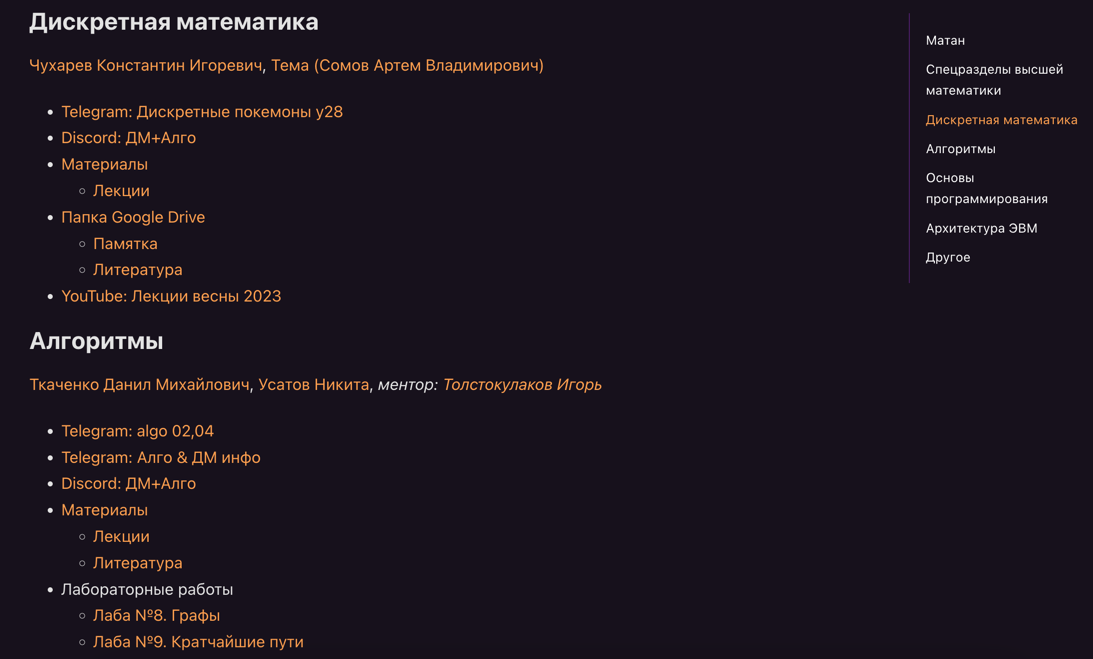 Дискретная математика
Чухарев Константин Игоревич, Тема (Сомов Артем Владимирович)
Telegram: Дискретные покемоны y28
Discord: ДМ+Алго
Материалы
Лекции
Папка Google Drive
Памятка
Литература
YouTube: Лекции весны 2023
Алгоритмы
Ткаченко Данил Михайлович, Усатов Никита, ментор: Толстокулаков Игорь
Telegram: algo 02,04
Telegram: Алго & ДМ инфо
Discord: ДМ+Алго
Материалы
Лекции
Литература
Лабораторные работы
Лаба №8. Графы
Лаба №9. Кратчайшие пути
Матан
Спецразделы высшей
математики
Дискретная математика
Алгоритмы
Основы
программирования
Архитектура ЭВМ
Другое